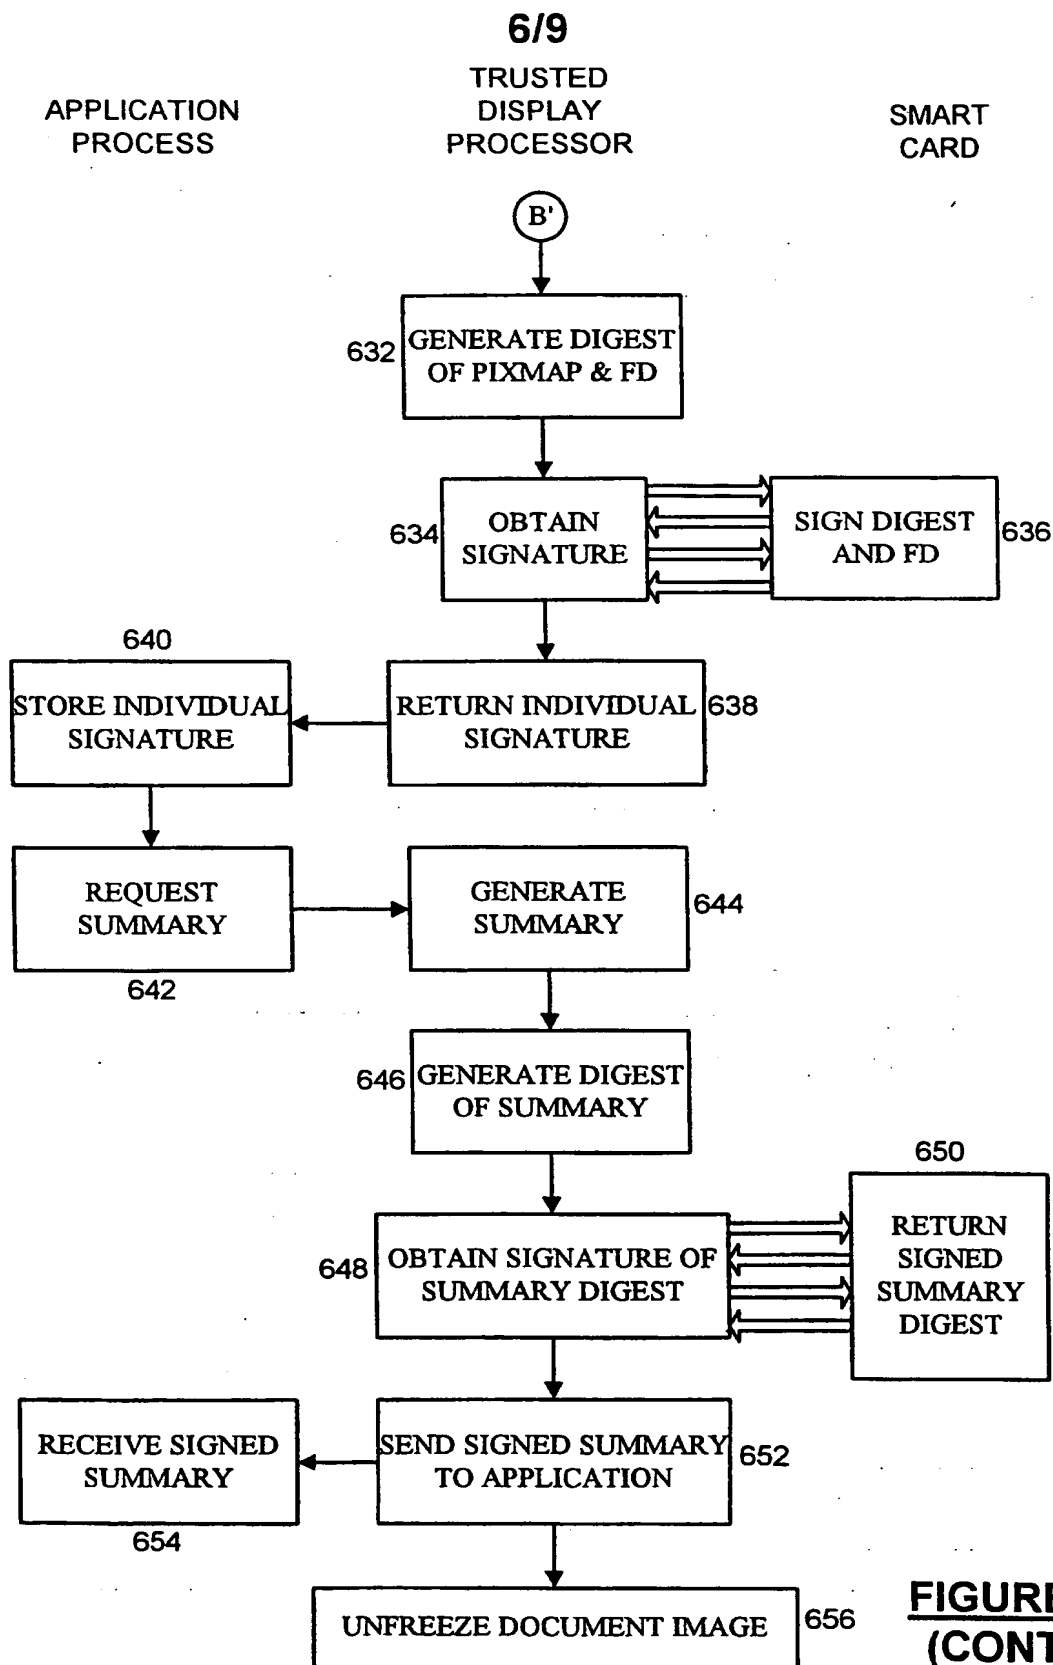 6/9
APPLICATION
PROCESS
TRUSTED
DISPLAY
PROCESSOR
SMART
CARD
B'
632
GENERATE DIGEST
OF PIXMAP & FD
634
OBTAIN
SIGNATURE
SIGN DIGEST
AND FD
636
640
STORE INDIVIDUAL
SIGNATURE
RETURN INDIVIDUAL
SIGNATURE
638
REQUEST
SUMMARY
642
GENERATE
SUMMARY
644
646
GENERATE DIGEST
OF SUMMARY
650
648
OBTAIN SIGNATURE OF
SUMMARY DIGEST
RETURN
SIGNED
SUMMARY
DIGEST
RECEIVE SIGNED
SUMMARY
654
SEND SIGNED SUMMARY
TO APPLICATION
652
UNFREEZE DOCUMENT IMAGE
656
FIGURE
(CONT